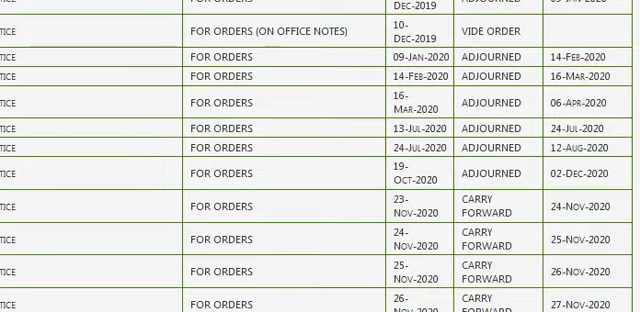 DEC-2019
TICE FOR ORDERS (ON OFFICE NOTES) 10-
DEC-2019 VIDE ORDER
TICE FOR ORDERS 09-JAN-2020 ADJOURNED 14-FEB-2020
TICE FOR ORDERS 14-FEB-2020 ADJOURNED 16-MAR-2020
TICE FOR ORDERS 16-
MAR-2020 ADJOURNED 06-APR-2020
TICE FOR ORDERS 13-JUL-2020 ADJOURNED 24-JUL-2020
TICE FOR ORDERS 24-JUL-2020 ADJOURNED 12-AUG-2020
TICE FOR ORDERS 19-
OCT-2020 ADJOURNED 02-DEC-2020
TICE FOR ORDERS 23-
NOV-2020 CARRY
FORWARD 24-NOV-2020
TICE FOR ORDERS 24-
NOV-2020 CARRY
FORWARD 25-NOV-2020
TICE FOR ORDERS 25-
NOV-2020 CARRY
FORWARD 26-NOV-2020
TICE FOR ORDERS 26-
NOV-2020 CARRY
FORWARD 27-NOV-2020